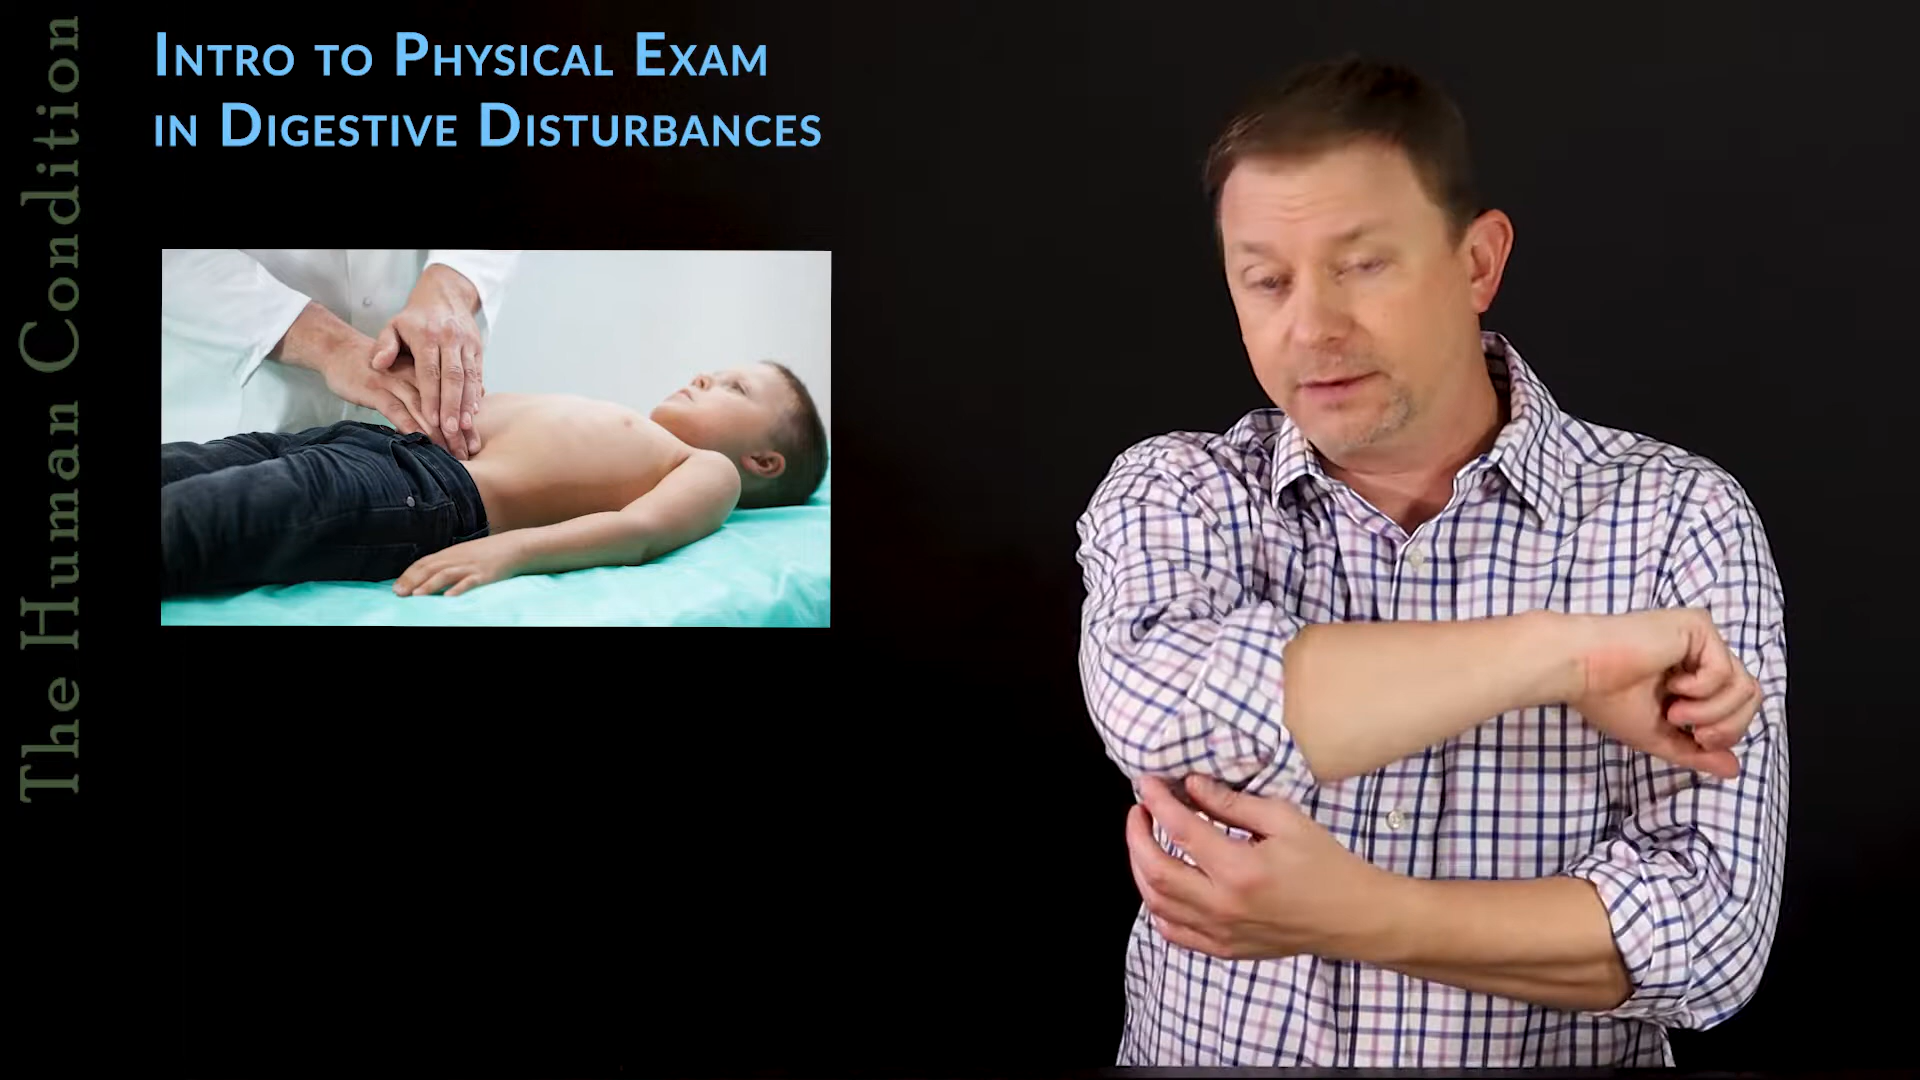 Intro to Physical Exam
in Digestive Disturbances
The Human Condition